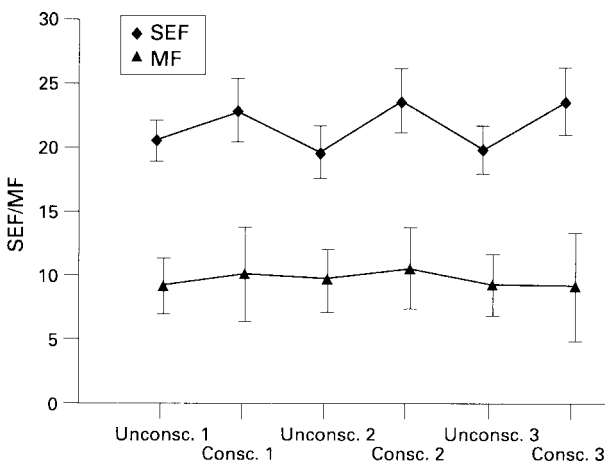 SEF
MF
SEF/MF
30
25
20
15
10
5
0
Unconsc. 1
Consc. 1
Unconsc. 2
Consc. 2
Unconsc. 3
Consc. 3